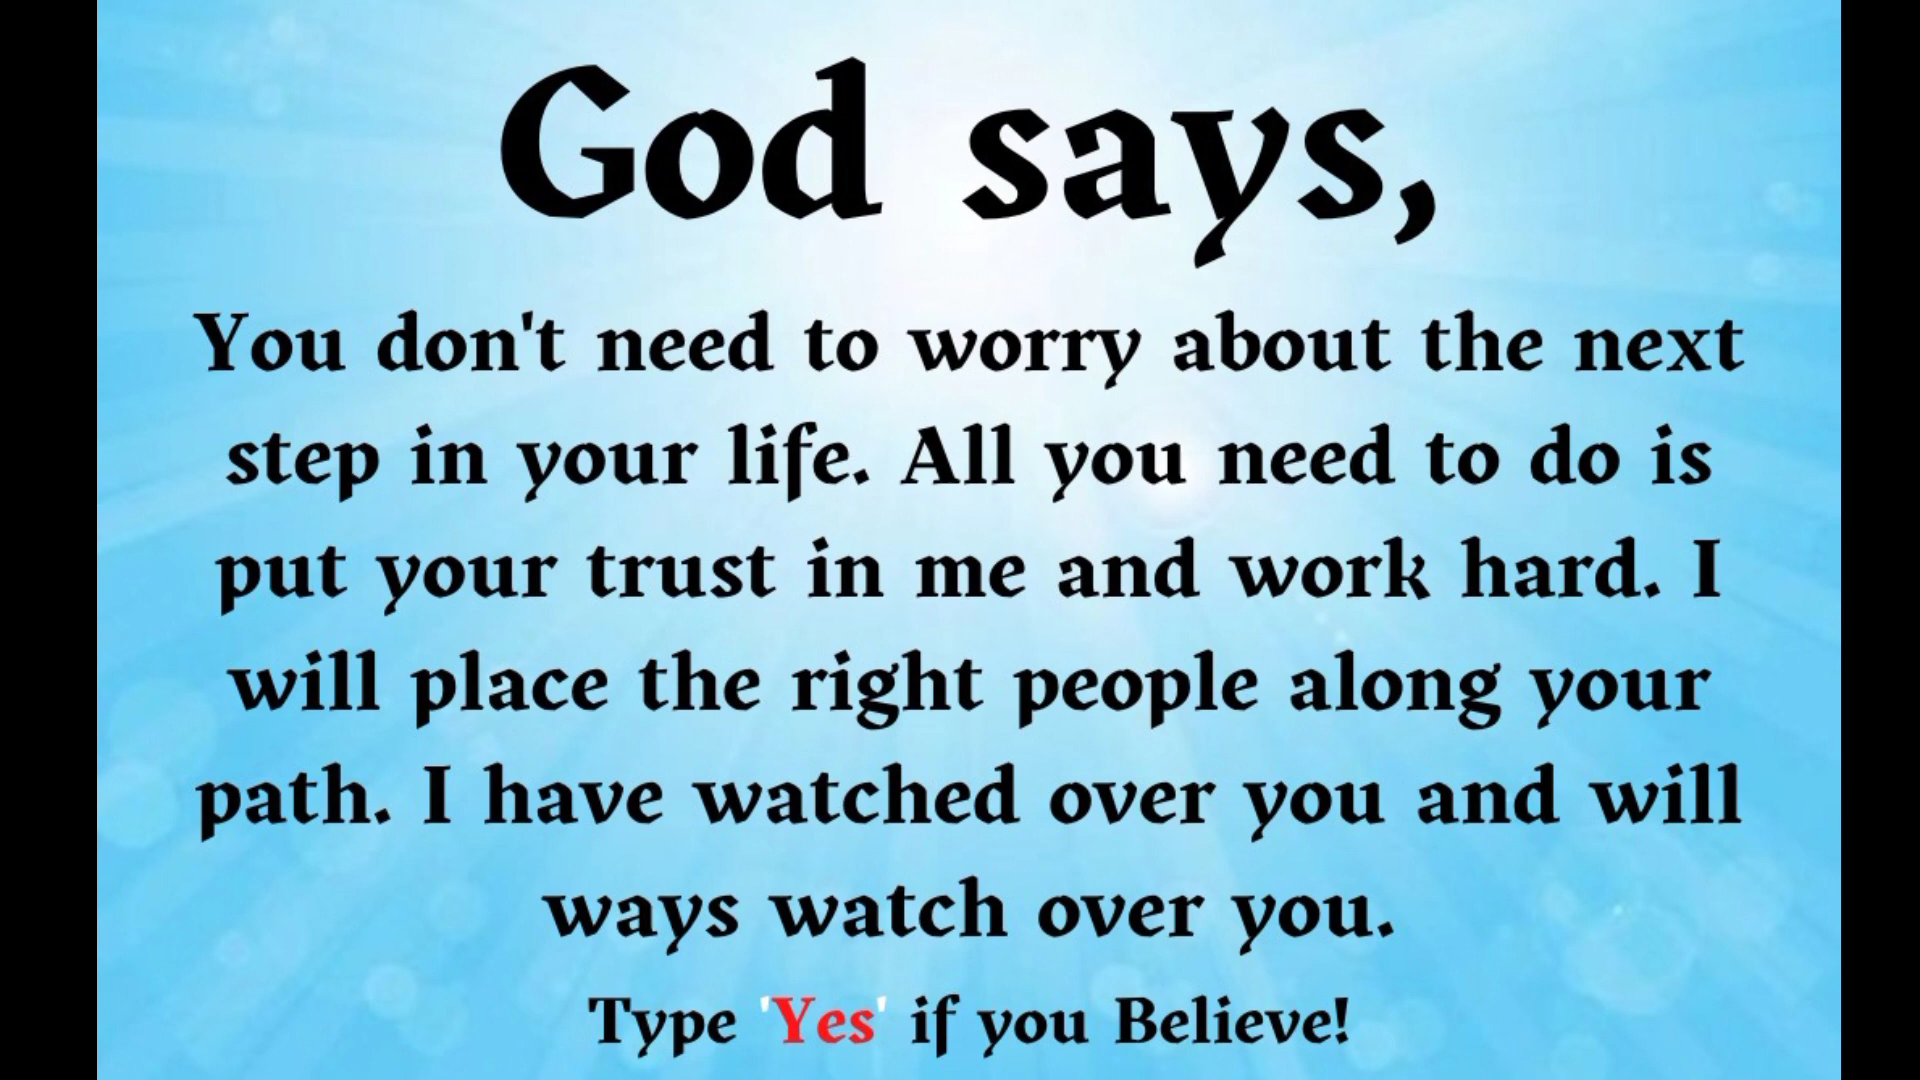 God says,
You don't need to worry about the next
step in your life. All you need to do is
put your trust in me and work hard. I
will place the right people along your
path. I have watched over you and will
ways watch over you.
Type 'Yes' if you Believe!